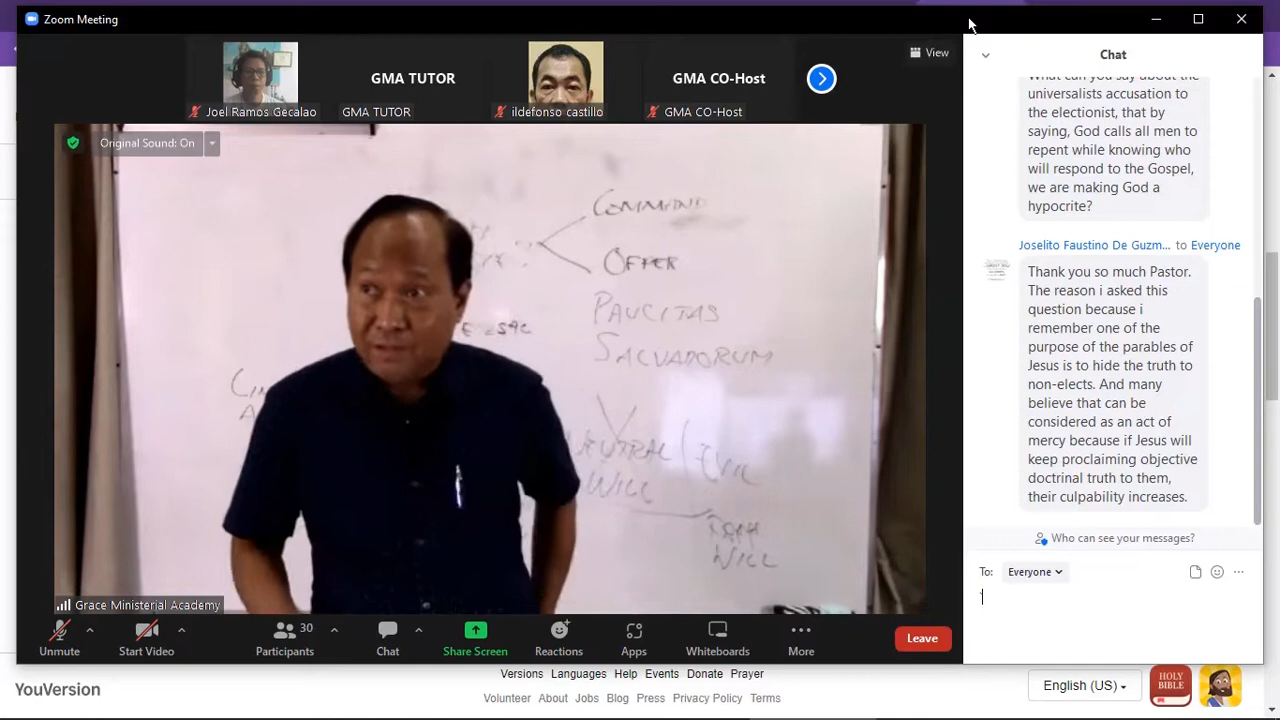 Zoom Meeting
View
GMA TUTOR
GMA CO-Host
Joel Ramos Gecalao
GMA TUTOR
ildefonso castillo
GMA CO-Host
Original Sound: On
COMMAND
OFFER
PAUCITAS
SALVADORUM
NEUTRAL
EVIL
WILL
WILL
Grace Ministerial Academy
Chat
What can you say about the
universalists accusation to
the electionist, that by
saying, God calls all men to
repent while knowing who
will respond to the Gospel,
we are making God a
hypocrite?
Joselito Faustino De Guzm... to Everyone
Thank you so much Pastor.
The reason i asked this
question because i
remember one of the
purpose of the parables of
Jesus is to hide the truth to
non-elects. And many
believe that can be
considered as an act of
mercy because if Jesus will
keep proclaiming objective
doctrinal truth to them,
their culpability increases.
Who can see your messages?
To: Everyone
Unmute
Start Video
30
Participants
Chat
Share Screen
Reactions
Apps
Whiteboards
More
Leave
YouVersion
Versions Languages Help Events Donate Prayer
Volunteer About Jobs Blog Press Privacy Policy Terms
English (US)
HOLY
BIBLE